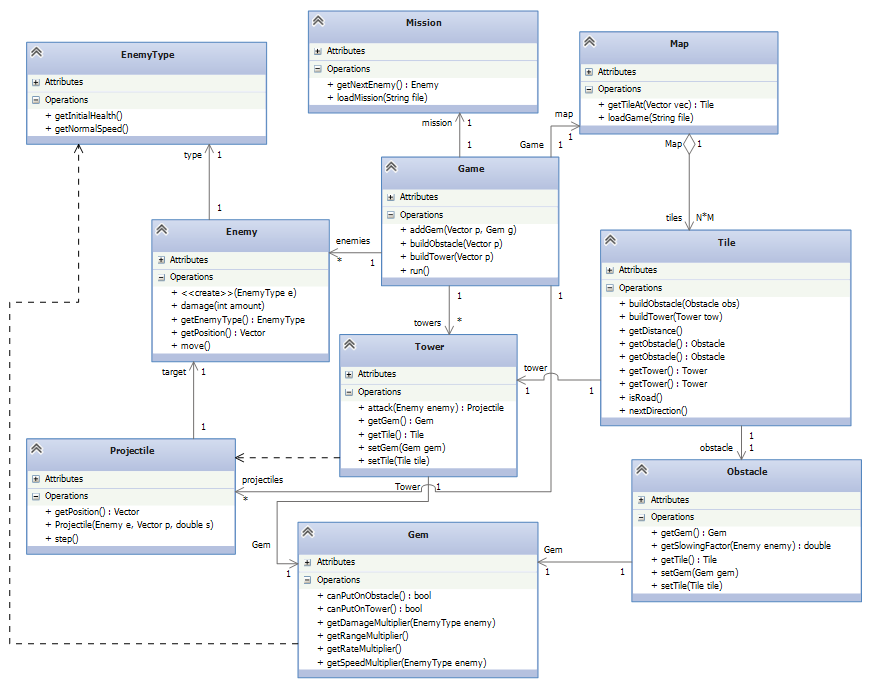 Mission
Attributes
Operations
+ getNextEnemy() : Enemy
+ loadMission(String file)
Map
Attributes
Operations
+ getTileAt(Vector vec) : Tile
+ loadGame(String file)
EnemyType
Attributes
Operations
+ getInitialHealth()
+ getNormalSpeed()
mission
1
1
map
1
Game
1
Map
1
tiles
N*M
type
1
1
Game
Attributes
Operations
+ addGem(Vector p, Gem g)
+ buildObstacle(Vector p)
+ buildTower(Vector p)
+ run()
enemies
*
1
Enemy
Attributes
Operations
+ <<create>>(EnemyType e)
+ damage(int amount)
+ getEnemyType() : EnemyType
+ getPosition() : Vector
+ move()
Tile
Attributes
Operations
+ buildObstacle(Obstacle obs)
+ buildTower(Tower tow)
+ getDistance()
+ getObstacle() : Obstacle
+ getObstacle() : Obstacle
+ getTower() : Tower
+ getTower() : Tower
+ isRoad()
+ nextDirection()
1
1
towers
*
Tower
Attributes
Operations
+ attack(Enemy enemy) : Projectile
+ getGem() : Gem
+ getTile() : Tile
+ setGem(Gem gem)
+ setTile(Tile tile)
tower
1
1
target
1
1
1
obstacle
1
Projectile
Attributes
Operations
+ getPosition() : Vector
+ Projectile(Enemy e, Vector p, double s)
+ step()
projectiles
*
Tower
1
Gem
1
Obstacle
Attributes
Operations
+ getGem() : Gem
+ getSlowingFactor(Enemy enemy) : double
+ getTile() : Tile
+ setGem(Gem gem)
+ setTile(Tile tile)
Gem
1
1
Gem
Attributes
Operations
+ canPutOnObstacle() : bool
+ canPutOnTower() : bool
+ getDamageMultiplier(EnemyType enemy)
+ getRangeMultiplier()
+ getRateMultiplier()
+ getSpeedMultiplier(EnemyType enemy)